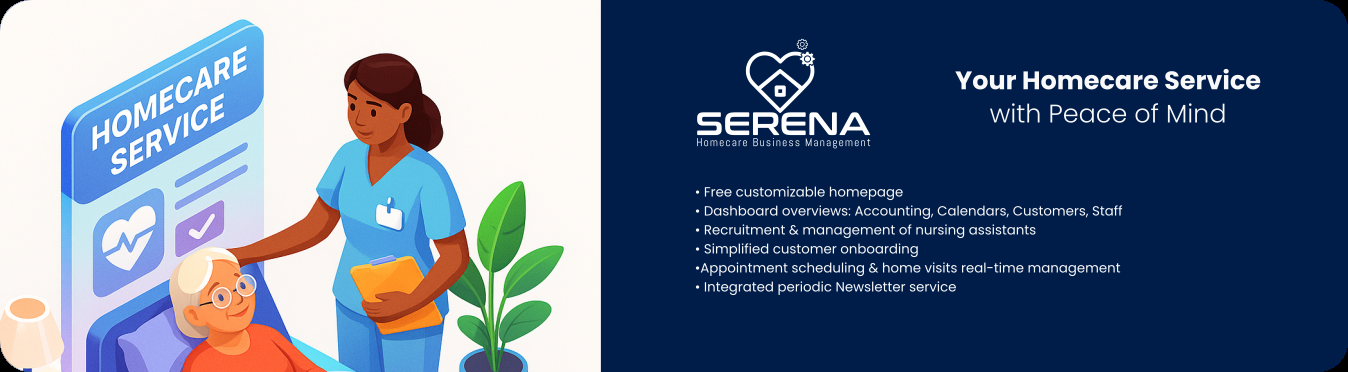 HOMECARE
SERVICE
SERENA
Homecare Business Management
Your Homecare Service
with Peace of Mind
• Free customizable homepage
• Dashboard overviews: Accounting, Calendars, Customers, Staff
• Recruitment & management of nursing assistants
• Simplified customer onboarding
•Appointment scheduling & home visits real-time management
• Integrated periodic Newsletter service